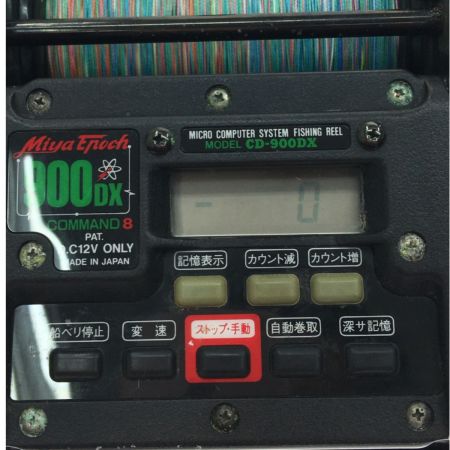 Miya Epoch
900DX
COMMAND 8
PAT.
D.C12V ONLY
MADE IN JAPAN
MICRO COMPUTER SYSTEM FISHING REEL
MODEL CD-900DX
- 0
記憶表示 カウント減 カウント増
船ベリ停止 変速 ストップ・手動 自動巻取 深サ記憶